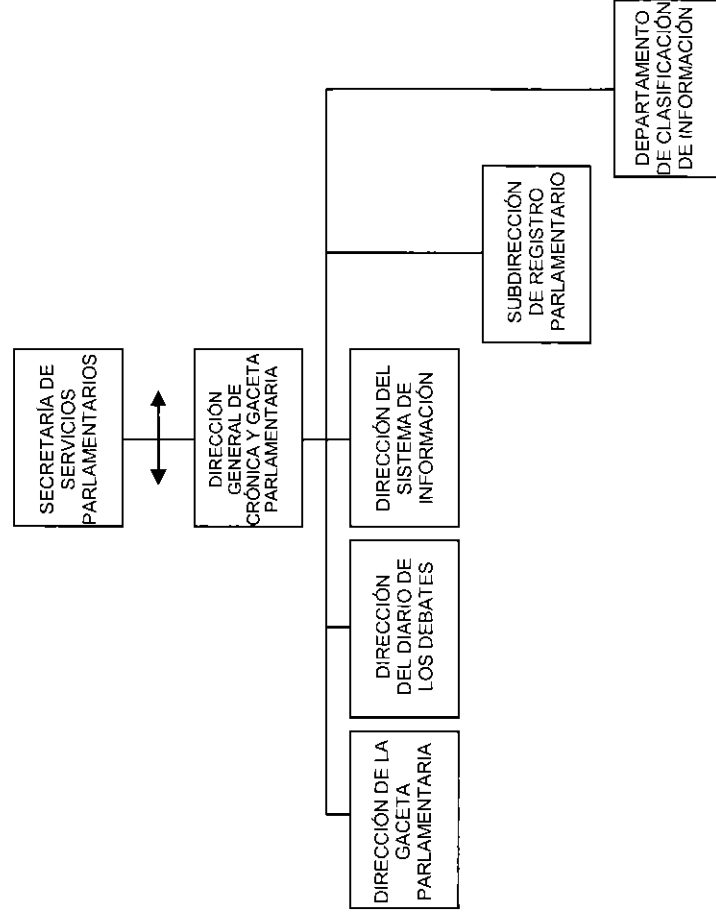 SECRETARÍA DE
SERVICIOS
PARLAMENTARIOS
DIRECCIÓN
GENERAL DE
CRÓNICA Y GACETA
PARLAMENTARIA
DIRECCIÓN DE LA
GACETA
PARLAMENTARIA
DIRECCIÓN
DEL DIARIO DE
LOS DEBATES
DIRECCIÓN DEL
SISTEMA DE
INFORMACIÓN
SUBDIRECCIÓN
DE REGISTRO
PARLAMENTARIO
DEPARTAMENTO
DE CLASIFICACIÓN
DE INFORMACIÓN